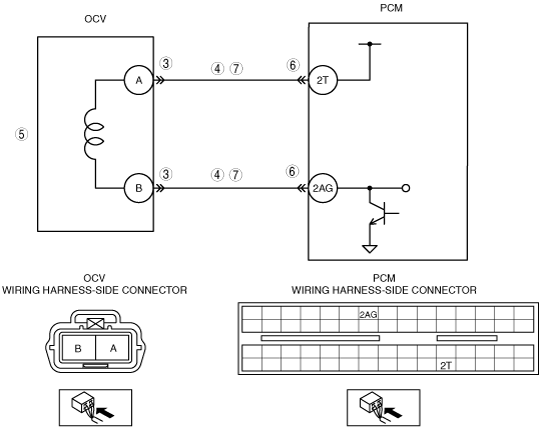 OCV
PCM
③
④ ⑦
⑥
A
2T
⑤
③
④ ⑦
⑥
B
2AG
OCV
WIRING HARNESS-SIDE CONNECTOR
PCM
WIRING HARNESS-SIDE CONNECTOR
2AG
B A
2T